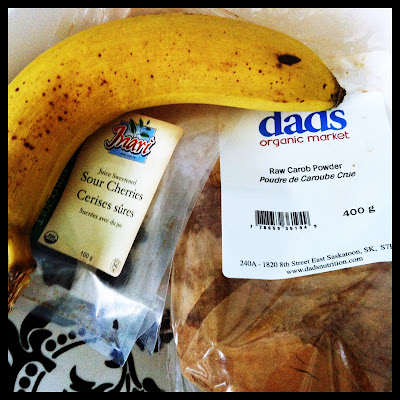 Inari
Juice Sweetened
Sour Cherries
Cerises sûres
Sucrées avec du jus
100 g
dads
organic market
Raw Carob Powder
Poudre de Caroube Crue
400 g
240A - 1820 8th Street East Saskatoon, SK, S7
www.dadsnutrition.com